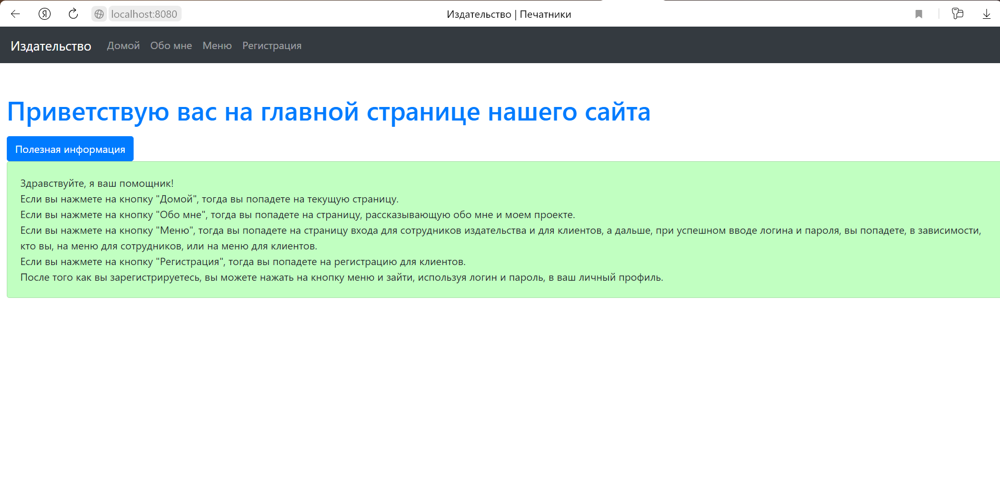 Я localhost:8080 Издательство | Печатники
Издательство Домой Обо мне Меню Регистрация
Приветствую вас на главной странице нашего сайта
Полезная информация
Здравствуйте, я ваш помощник!
Если вы нажмете на кнопку "Домой", тогда вы попадете на текущую страницу.
Если вы нажмете на кнопку "Обо мне", тогда вы попадете на страницу, рассказывающую обо мне и моем проекте.
Если вы нажмете на кнопку "Меню", тогда вы попадете на страницу входа для сотрудников издательства и для клиентов, а дальше, при успешном вводе логина и пароля, вы попадете, в зависимости,
кто вы, на меню для сотрудников, или на меню для клиентов.
Если вы нажмете на кнопку "Регистрация", тогда вы попадете на регистрацию для клиентов.
После того как вы зарегистрируетесь, вы можете нажать на кнопку меню и зайти, используя логин и пароль, в ваш личный профиль.